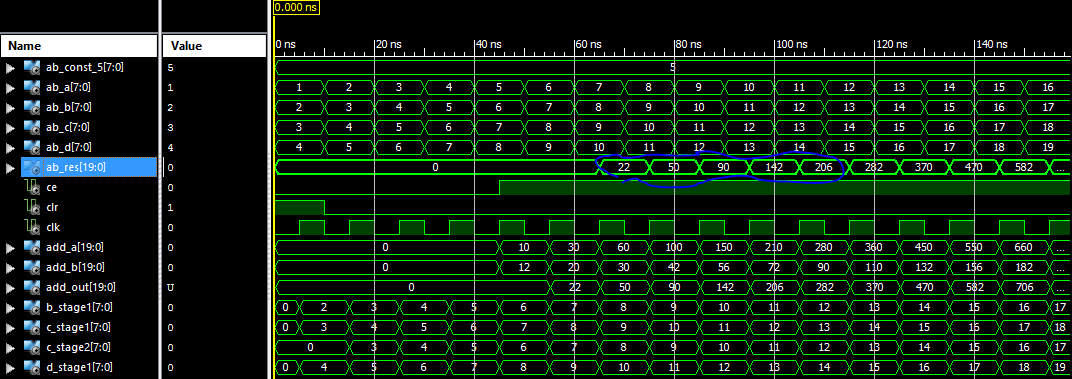 0.000 ns
Name Value 0 ns 20 ns 40 ns 60 ns 80 ns 100 ns 120 ns 140 ns
ab_const_5[7:0] 5 5
ab_a[7:0] 1 1 2 3 4 5 6 7 8 9 10 11 12 13 14 15 16
ab_b[7:0] 2 2 3 4 5 6 7 8 9 10 11 12 13 14 15 16 17
ab_c[7:0] 3 3 4 5 6 7 8 9 10 11 12 13 14 15 16 17 18
ab_d[7:0] 4 4 5 6 7 8 9 10 11 12 13 14 15 16 17 18 19
ab_res[19:0] 0 0 22 50 90 142 206 282 370 470 582 ...
ce 0
clr 1
clk 0
add_a[19:0] 0 0 10 30 60 100 150 210 280 360 450 550 660 ...
add_b[19:0] 0 0 12 20 30 42 56 72 90 110 132 156 182 ...
add_out[19:0] U 0 22 50 90 142 206 282 370 470 582 706 ...
b_stage1[7:0] 0 0 2 3 4 5 6 7 8 9 10 11 12 13 14 15 16 17
c_stage1[7:0] 0 0 3 4 5 6 7 8 9 10 11 12 13 14 15 16 17 18
c_stage2[7:0] 0 0 3 4 5 6 7 8 9 10 11 12 13 14 15 16 17
d_stage1[7:0] 0 0 4 5 6 7 8 9 10 11 12 13 14 15 16 17 18 19